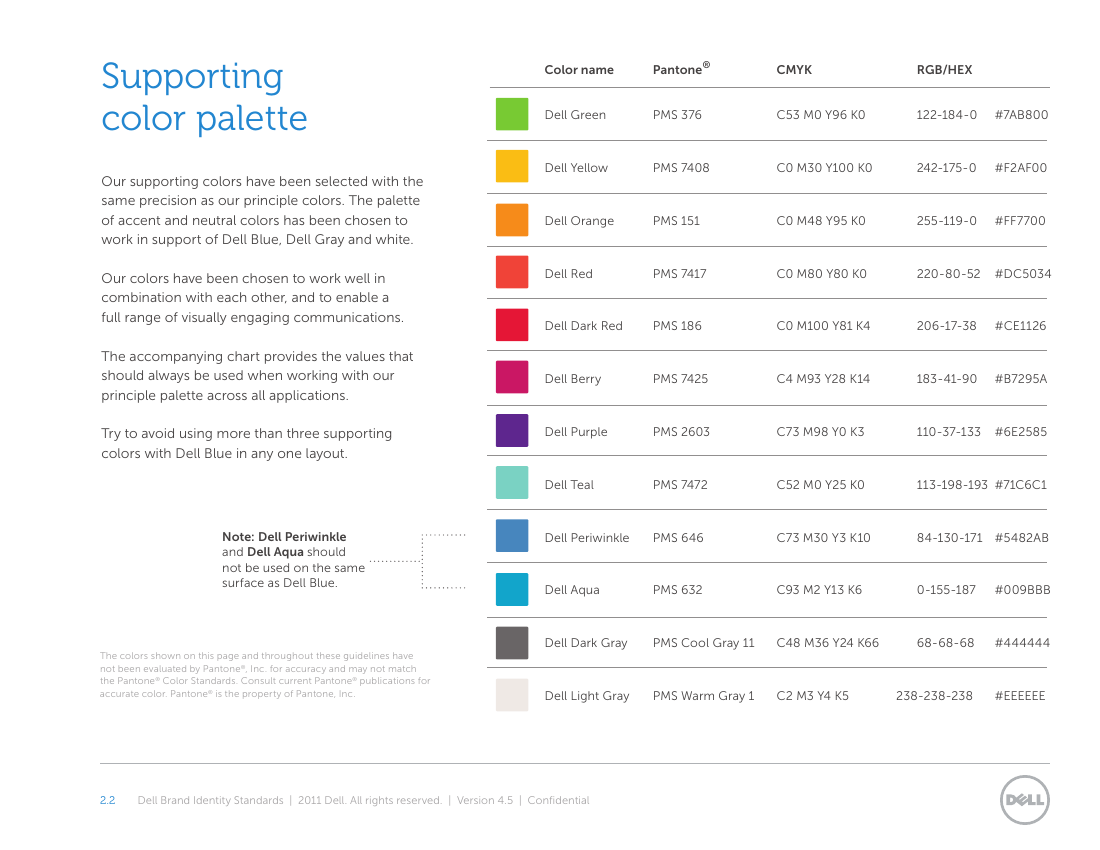 Supporting
color palette
Our supporting colors have been selected with the
same precision as our principle colors. The palette
of accent and neutral colors has been chosen to
work in support of Dell Blue, Dell Gray and white.
Our colors have been chosen to work well in
combination with each other, and to enable a
full range of visually engaging communications.
The accompanying chart provides the values that
should always be used when working with our
principle palette across all applications.
Try to avoid using more than three supporting
colors with Dell Blue in any one layout.
Note: Dell Periwinkle
and Dell Aqua should
not be used on the same
surface as Dell Blue.
The colors shown on this page and throughout these guidelines have
not been evaluated by Pantone®, Inc. for accuracy and may not match
the Pantone® Color Standards. Consult current Pantone® publications for
accurate color. Pantone® is the property of Pantone, Inc.
Color name Pantone® CMYK RGB/HEX
Dell Green PMS 376 C53 M0 Y96 K0 122-184-0 #7AB800
Dell Yellow PMS 7408 C0 M30 Y100 K0 242-175-0 #F2AF00
Dell Orange PMS 151 C0 M48 Y95 K0 255-119-0 #FF7700
Dell Red PMS 7417 C0 M80 Y80 K0 220-80-52 #DC5034
Dell Dark Red PMS 186 C0 M100 Y81 K4 206-17-38 #CE1126
Dell Berry PMS 7425 C4 M93 Y28 K14 183-41-90 #B7295A
Dell Purple PMS 2603 C73 M98 Y0 K3 110-37-133 #6E2585
Dell Teal PMS 7472 C52 M0 Y25 K0 113-198-193 #71C6C1
Dell Periwinkle PMS 646 C73 M30 Y3 K10 84-130-171 #5482AB
Dell Aqua PMS 632 C93 M2 Y13 K6 0-155-187 #009BBB
Dell Dark Gray PMS Cool Gray 11 C48 M36 Y24 K66 68-68-68 #444444
Dell Light Gray PMS Warm Gray 1 C2 M3 Y4 K5 238-238-238 #EEEEEE
2.2 Dell Brand Identity Standards | 2011 Dell. All rights reserved. | Version 4.5 | Confidential
DELL